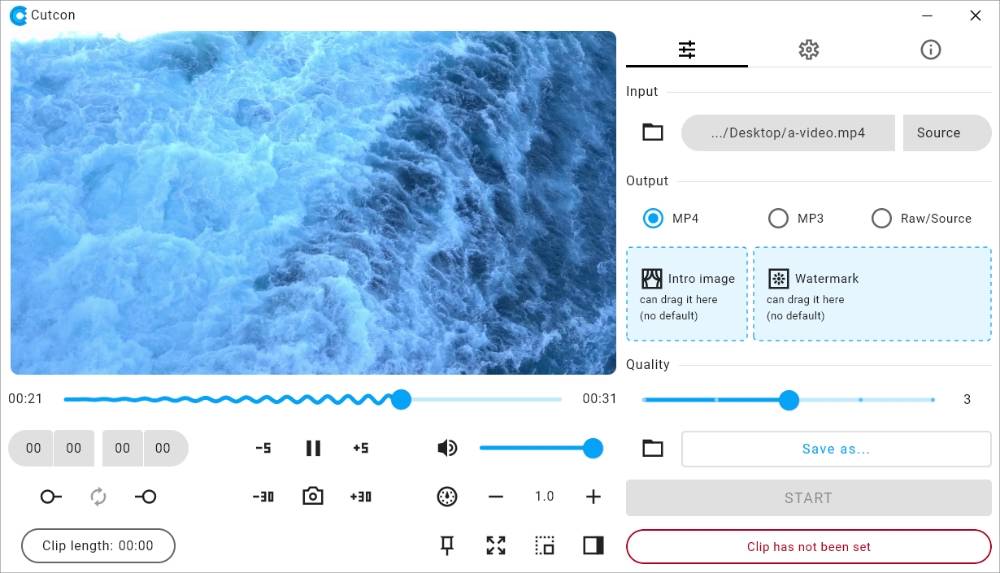 Cutcon
Input
.../Desktop/a-video.mp4 Source
Output
MP4 MP3 Raw/Source
Intro image
can drag it here
(no default)
Watermark
can drag it here
(no default)
Quality
00:21 00:31 3
00 00 00 00 -5 +5
Save as...
-30 +30 1.0
START
Clip length: 00:00
Clip has not been set